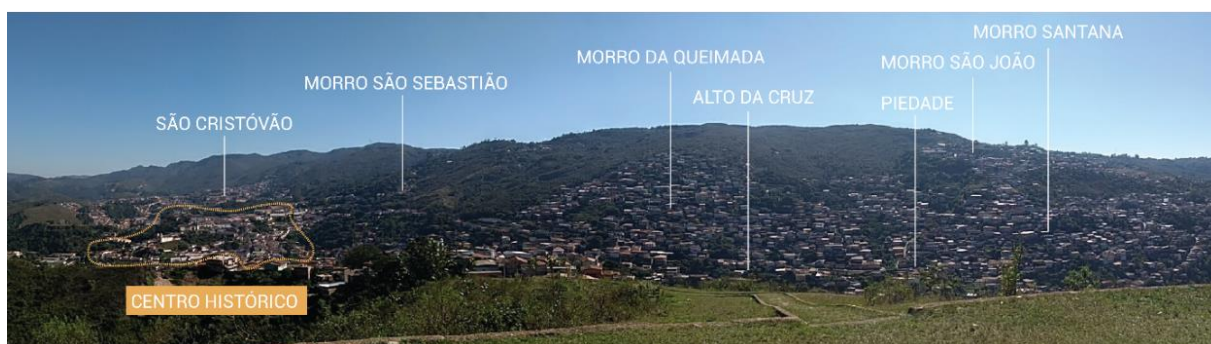 MORRO SANTANA
MORRO DA QUEIMADA
MORRO SÃO JOÃO
MORRO SÃO SEBASTIÃO
ALTO DA CRUZ
PIEDADE
SÃO CRISTÓVÃO
CENTRO HISTÓRICO